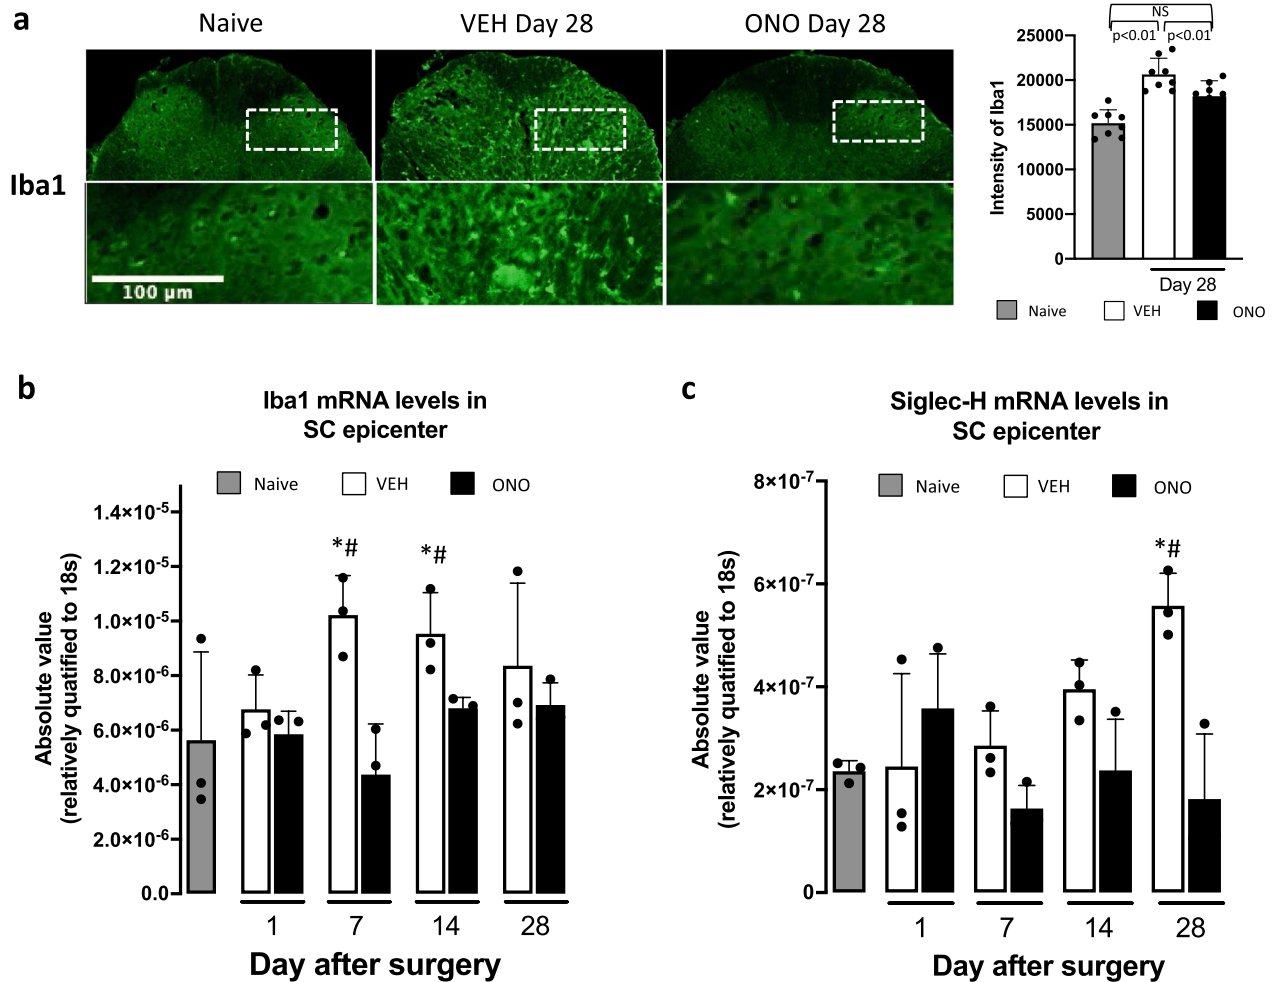 a
Naive
VEH Day 28
ONO Day 28
Iba1
100 µm
NS
p<0.01
p<0.01
25000
20000
15000
10000
5000
0
Intensity of Iba1
Day 28
Naive
VEH
ONO
b
Iba1 mRNA levels in
SC epicenter
Naive
VEH
ONO
1.4×10-5
1.2×10-5
1.0×10-5
8.0×10-6
6.0×10-6
4.0×10-6
2.0×10-6
0.0
Absolute value
(relatively quatified to 18s)
*#
*#
1
7
14
28
Day after surgery
c
Siglec-H mRNA levels in
SC epicenter
Naive
VEH
ONO
8×10-7
6×10-7
4×10-7
2×10-7
0
Absolute value
(relatively quatified to 18s)
*#
1
7
14
28
Day after surgery